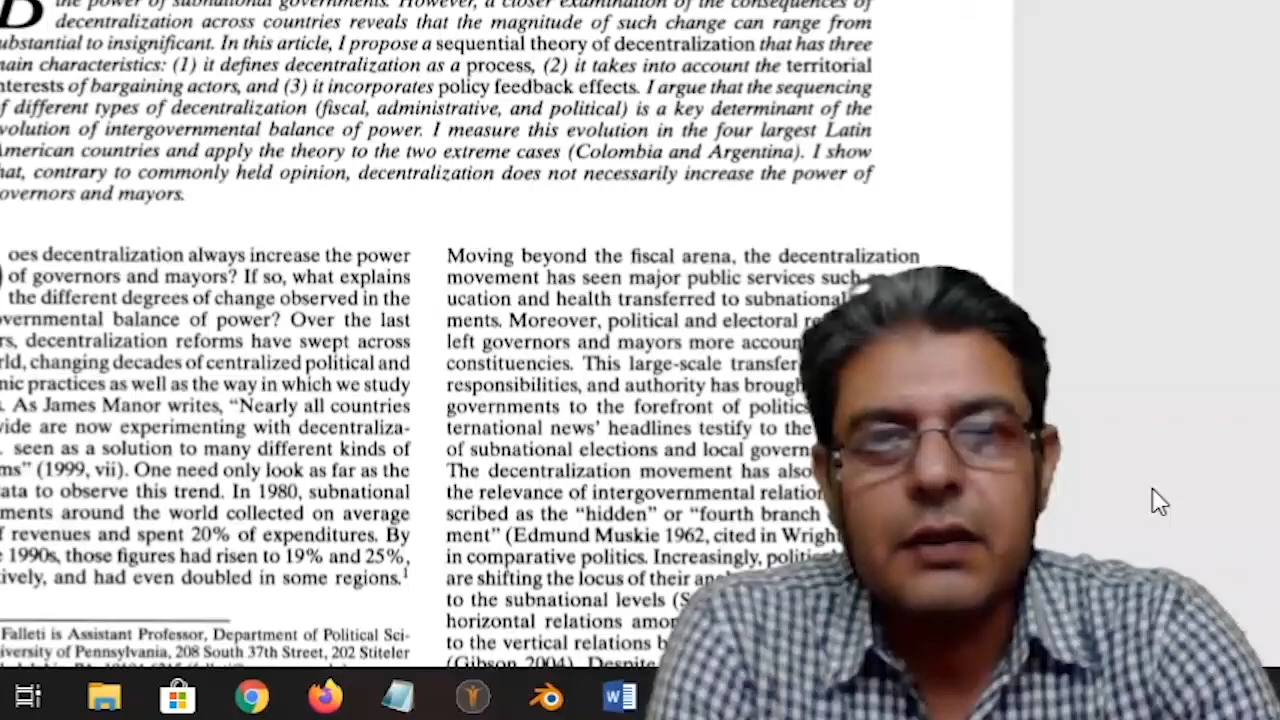 the power of subnational governments. However, a closer examination of the consequences of
decentralization across countries reveals that the magnitude of such change can range from
ubstantial to insignificant. In this article, I propose a sequential theory of decentralization that has three
nain characteristics: (1) it defines decentralization as a process, (2) it takes into account the territorial
nterests of bargaining actors, and (3) it incorporates policy feedback effects. I argue that the sequencing
f different types of decentralization (fiscal, administrative, and political) is a key determinant of the
volution of intergovernmental balance of power. I measure this evolution in the four largest Latin
American countries and apply the theory to the two extreme cases (Colombia and Argentina). I show
hat, contrary to commonly held opinion, decentralization does not necessarily increase the power of
overnors and mayors.
oes decentralization always increase the power
of governors and mayors? If so, what explains
the different degrees of change observed in the
vernmental balance of power? Over the last
rs, decentralization reforms have swept across
rld, changing decades of centralized political and
nic practices as well as the way in which we study
. As James Manor writes, “Nearly all countries
vide are now experimenting with decentraliza-
. seen as a solution to many different kinds of
ms” (1999, vii). One need only look as far as the
ata to observe this trend. In 1980, subnational
ments around the world collected on average
f revenues and spent 20% of expenditures. By
1990s, those figures had risen to 19% and 25%,
tively, and had even doubled in some regions.¹
Falleti is Assistant Professor, Department of Political Sci-
iversity of Pennsylvania, 208 South 37th Street, 202 Stiteler
Moving beyond the fiscal arena, the decentralization
movement has seen major public services such
ucation and health transferred to subnational
ments. Moreover, political and electoral
left governors and mayors more accoun
constituencies. This large-scale transfer
responsibilities, and authority has brough
governments to the forefront of politics
ternational news’ headlines testify to the
of subnational elections and local govern
The decentralization movement has also
the relevance of intergovernmental relatio
scribed as the “hidden” or “fourth branch
ment” (Edmund Muskie 1962, cited in Wright
in comparative politics. Increasingly, politic
are shifting the locus of their an
to the subnational levels (S
horizontal relations amo
to the vertical relations b
(Gibson 2004). Despite